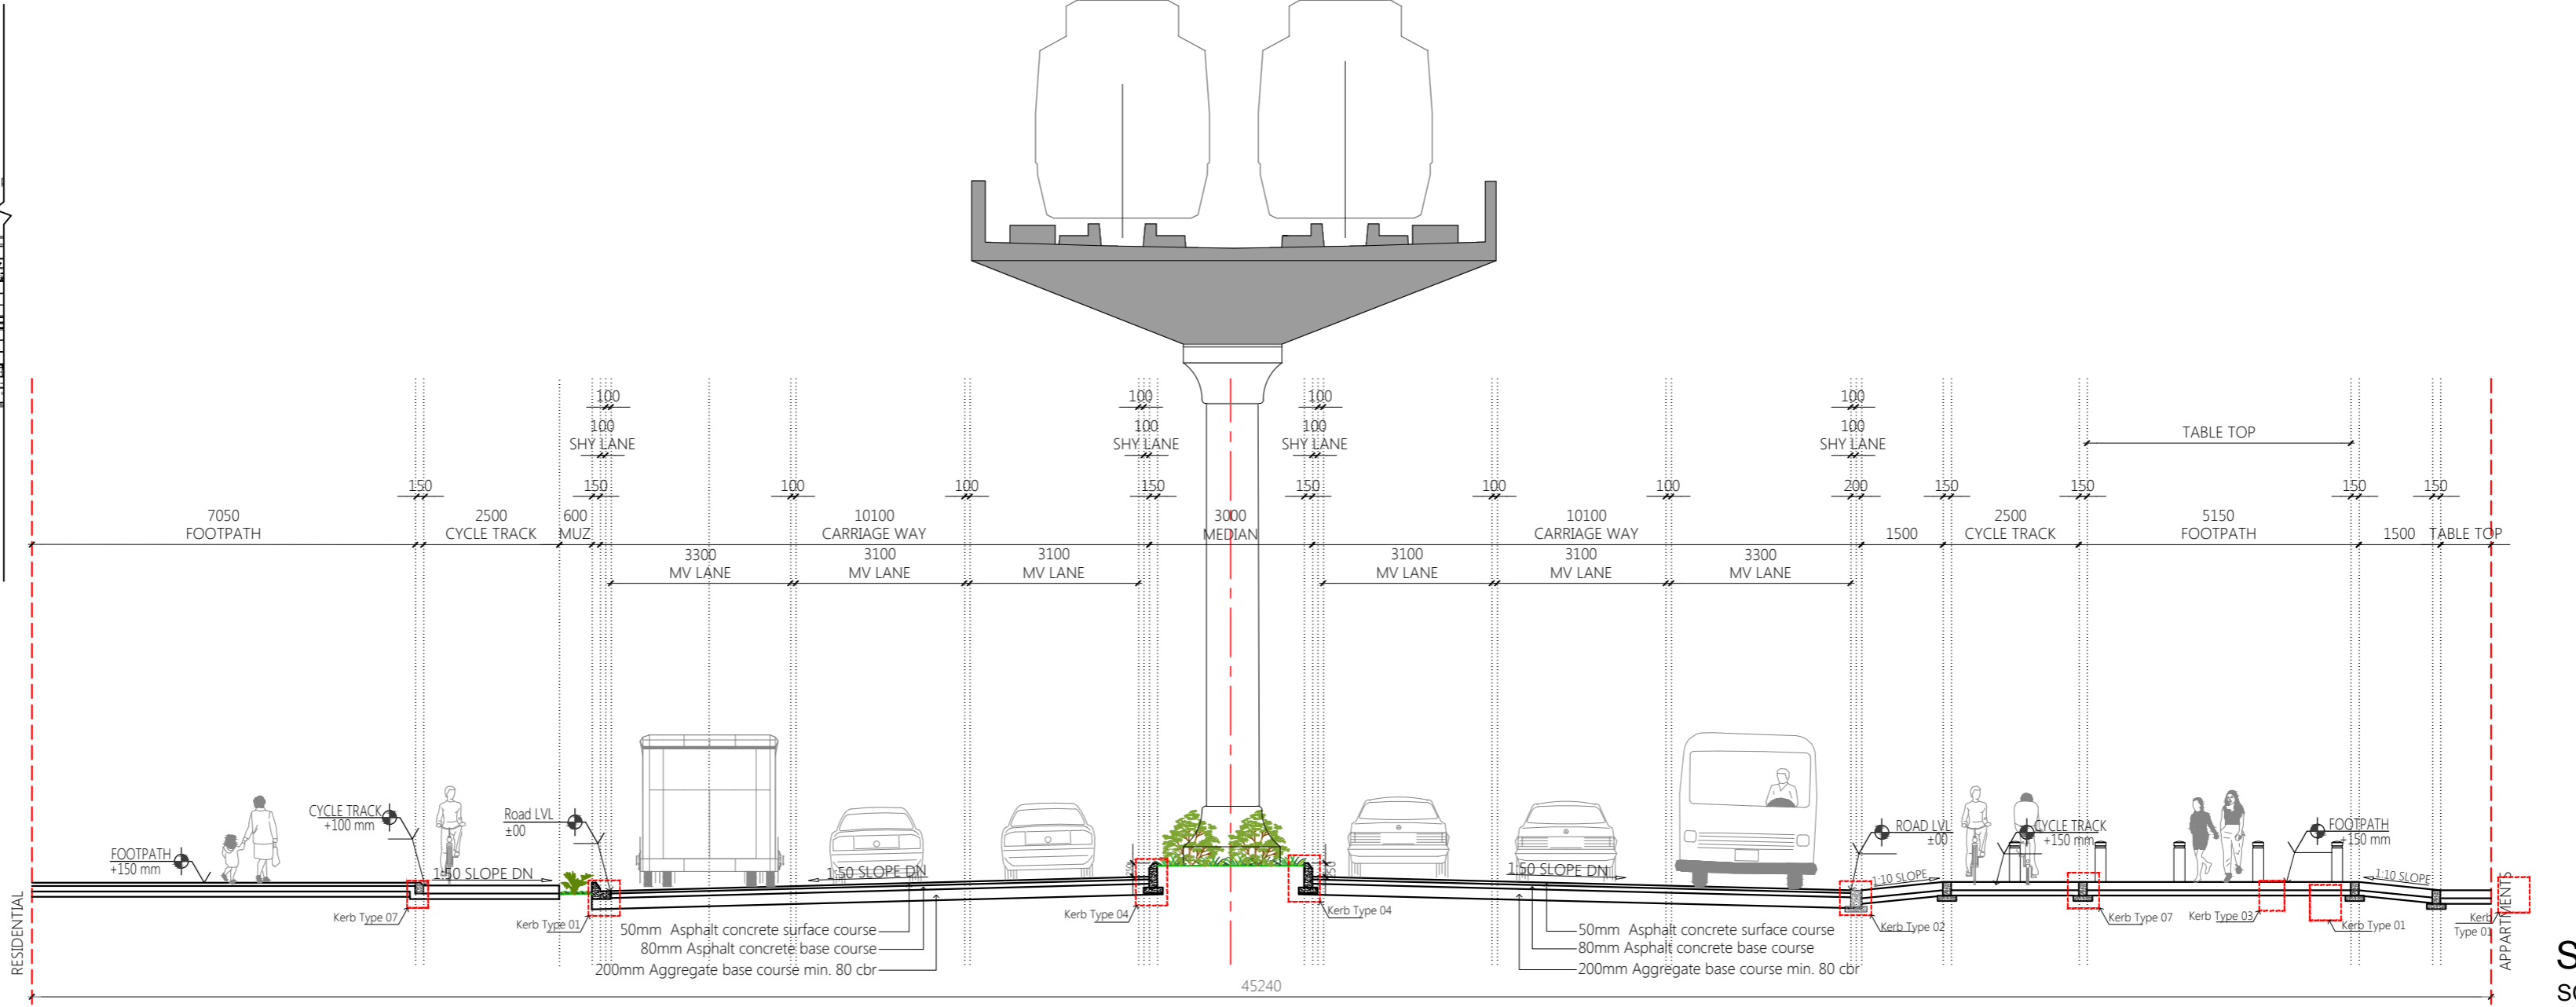 100
100
100
100
100
SHY LANE
100
SHY LANE
100
SHY LANE
100
SHY LANE
TABLE TOP
150
150
100
100
150
150
100
100
200
150
150
150
150
7050
FOOTPATH
2500
CYCLE TRACK
600
MUZ
10100
CARRIAGE WAY
3000
MEDIAN
10100
CARRIAGE WAY
1500
2500
CYCLE TRACK
5150
FOOTPATH
1500
TABLE TOP
3300
MV LANE
3100
MV LANE
3100
MV LANE
3100
MV LANE
3100
MV LANE
3300
MV LANE
FOOTPATH
+150 mm
CYCLE TRACK
+100 mm
Road LVL
±00
ROAD LVL
±00
CYCLE TRACK
+150 mm
FOOTPATH
+150 mm
1:50 SLOPE DN
1:50 SLOPE DN
1:50 SLOPE DN
1:10 SLOPE
1:10 SLOPE
Kerb Type 07
Kerb Type 01
Kerb Type 04
Kerb Type 04
Kerb Type 02
Kerb Type 07
Kerb Type 03
Kerb Type 01
Kerb
Type 01
50mm Asphalt concrete surface course
80mm Asphalt concrete base course
200mm Aggregate base course min. 80 cbr
50mm Asphalt concrete surface course
80mm Asphalt concrete base course
200mm Aggregate base course min. 80 cbr
RESIDENTIAL
APPARTMENTS
45240